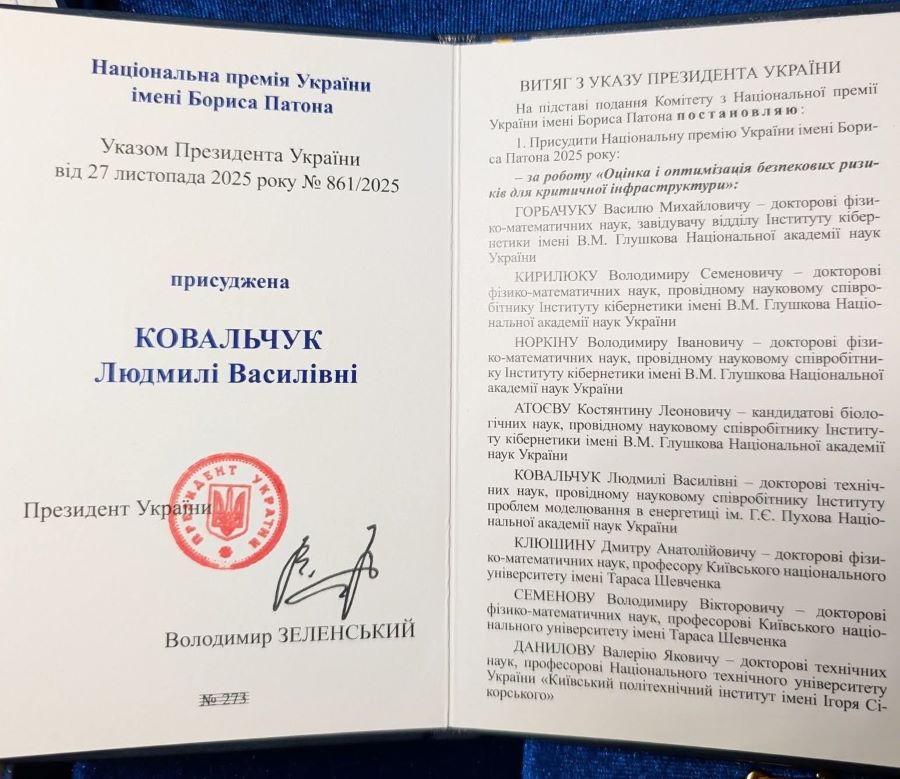 Національна премія України
імені Бориса Патона
Указом Президента України
від 27 листопада 2025 року № 861/2025
присуджена
КОВАЛЬЧУК
Людмилі Василівні
Президент України
ПРЕЗИДЕНТ УКРАЇНИ
Володимир ЗЕЛЕНСЬКИЙ
№ 273
ВИТЯГ З УКАЗУ ПРЕЗИДЕНТА УКРАЇНИ
На підставі подання Комітету з Національної премії
України імені Бориса Патона постановляю:
1. Присудити Національну премію України імені Бори-
са Патона 2025 року:
– за роботу «Оцінка і оптимізація безпекових ризи-
ків для критичної інфраструктури»:
ГОРБАЧУКУ Василю Михайловичу – докторові фізи-
ко-математичних наук, завідувачу відділу Інституту кібер-
нетики імені В.М. Глушкова Національної академії наук
України
КИРИЛЮКУ Володимиру Семеновичу – докторові
фізико-математичних наук, провідному науковому співро-
бітнику Інституту кібернетики імені В.М. Глушкова Націо-
нальної академії наук України
НОРКІНУ Володимиру Івановичу – докторові фізи-
ко-математичних наук, провідному науковому співробітни-
ку Інституту кібернетики імені В.М. Глушкова Національної
академії наук України
АТОЄВУ Костянтину Леоновичу – кандидатові біоло-
гічних наук, провідному науковому співробітнику Інститу-
ту кібернетики імені В.М. Глушкова Національної академії
наук України
КОВАЛЬЧУК Людмилі Василівні – докторові техніч-
них наук, провідному науковому співробітнику Інституту
проблем моделювання в енергетиці ім. Г.Є. Пухова Націо-
нальної академії наук України
КЛЮШИНУ Дмитру Анатолійовичу – докторові фізи-
ко-математичних наук, професору Київського національного
університету імені Тараса Шевченка
СЕМЕНОВУ Володимиру Вікторовичу – докторові
фізико-математичних наук, професорові Київського націо-
нального університету імені Тараса Шевченка
ДАНИЛОВУ Валерію Яковичу – докторові технічних
наук, професорові Національного технічного університету
України «Київський політехнічний інститут імені Ігоря Сі-
корського»